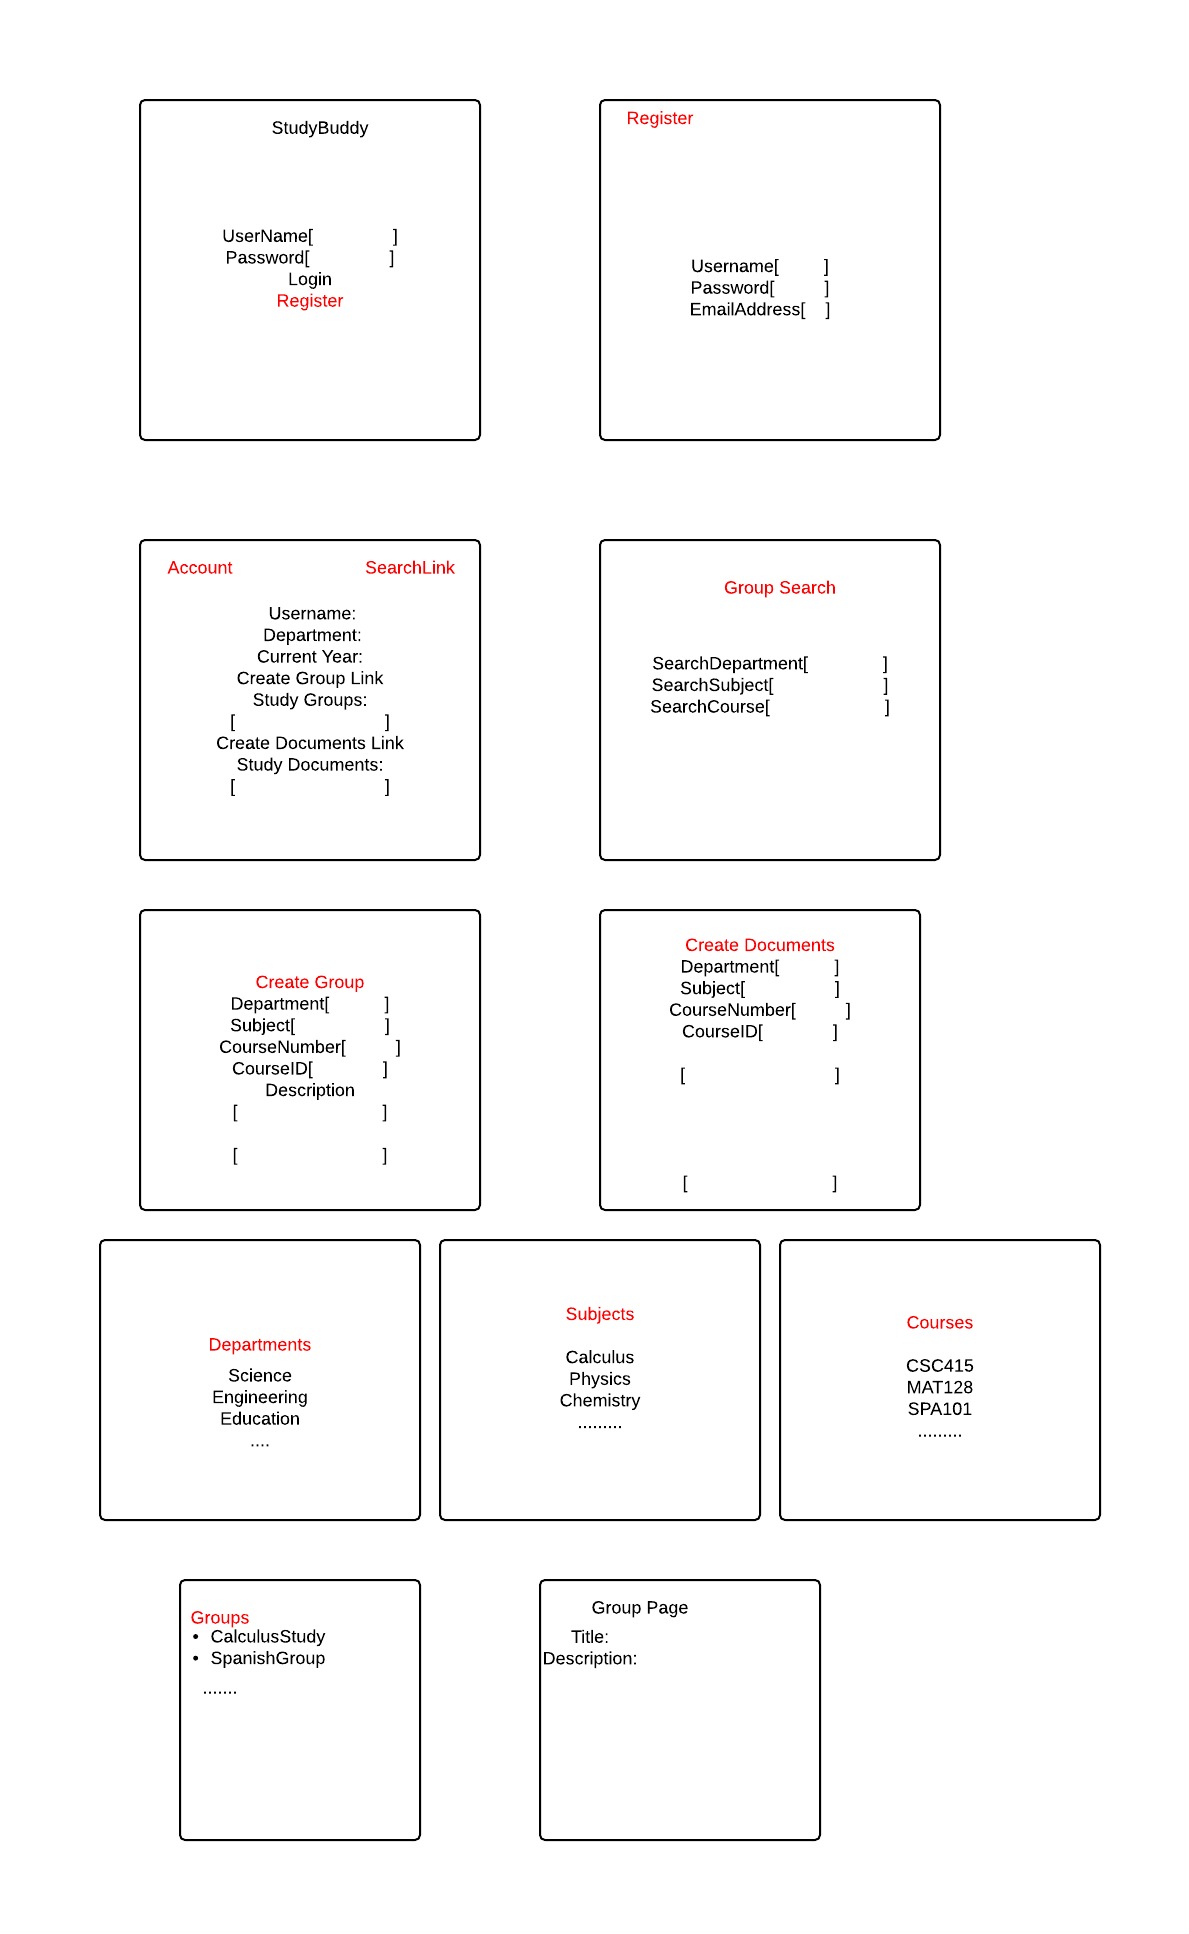 StudyBuddy
UserName[ ]
Password[ ]
Login
Register
Register
Username[ ]
Password[ ]
EmailAddress[ ]
Account SearchLink
Username:
Department:
Current Year:
Create Group Link
Study Groups:
[ ]
Create Documents Link
Study Documents:
[ ]
Group Search
SearchDepartment[ ]
SearchSubject[ ]
SearchCourse[ ]
Create Group
Department[ ]
Subject[ ]
CourseNumber[ ]
CourseID[ ]
Description
[ ]
[ ]
Create Documents
Department[ ]
Subject[ ]
CourseNumber[ ]
CourseID[ ]
[ ]
[ ]
Departments
Science
Engineering
Education
....
Subjects
Calculus
Physics
Chemistry
.........
Courses
CSC415
MAT128
SPA101
.........
Groups
• CalculusStudy
• SpanishGroup
.......
Group Page
Title:
Description: